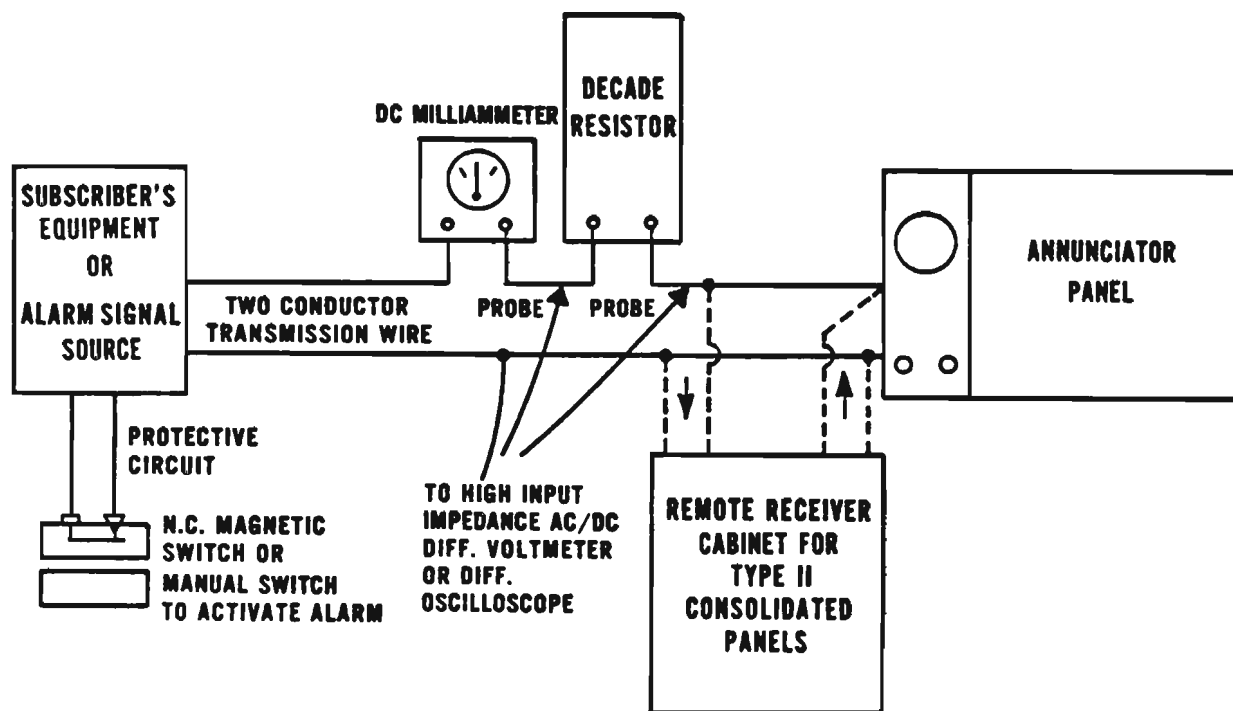 SUBSCRIBER'S
EQUIPMENT
OR
ALARM SIGNAL
SOURCE
DC MILLIAMMETER
DECADE
RESISTOR
ANNUNCIATOR
PANEL
TWO CONDUCTOR
TRANSMISSION WIRE
PROBE
PROBE
PROTECTIVE
CIRCUIT
N.C. MAGNETIC
SWITCH OR
MANUAL SWITCH
TO ACTIVATE ALARM
TO HIGH INPUT
IMPEDANCE AC/DC
DIFF. VOLTMETER
OR DIFF.
OSCILLOSCOPE
REMOTE RECEIVER
CABINET FOR
TYPE II
CONSOLIDATED
PANELS